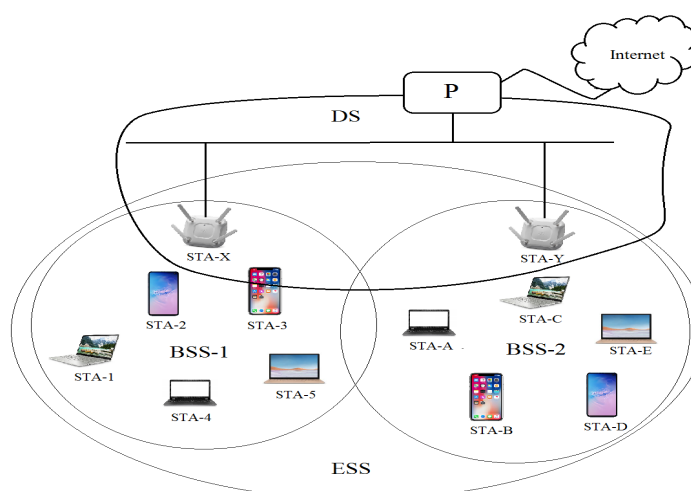 Internet
P
DS
STA-X
STA-Y
STA-2
STA-3
STA-C
STA-1
BSS-1
STA-A
BSS-2
STA-E
STA-4
STA-5
STA-B
STA-D
ESS